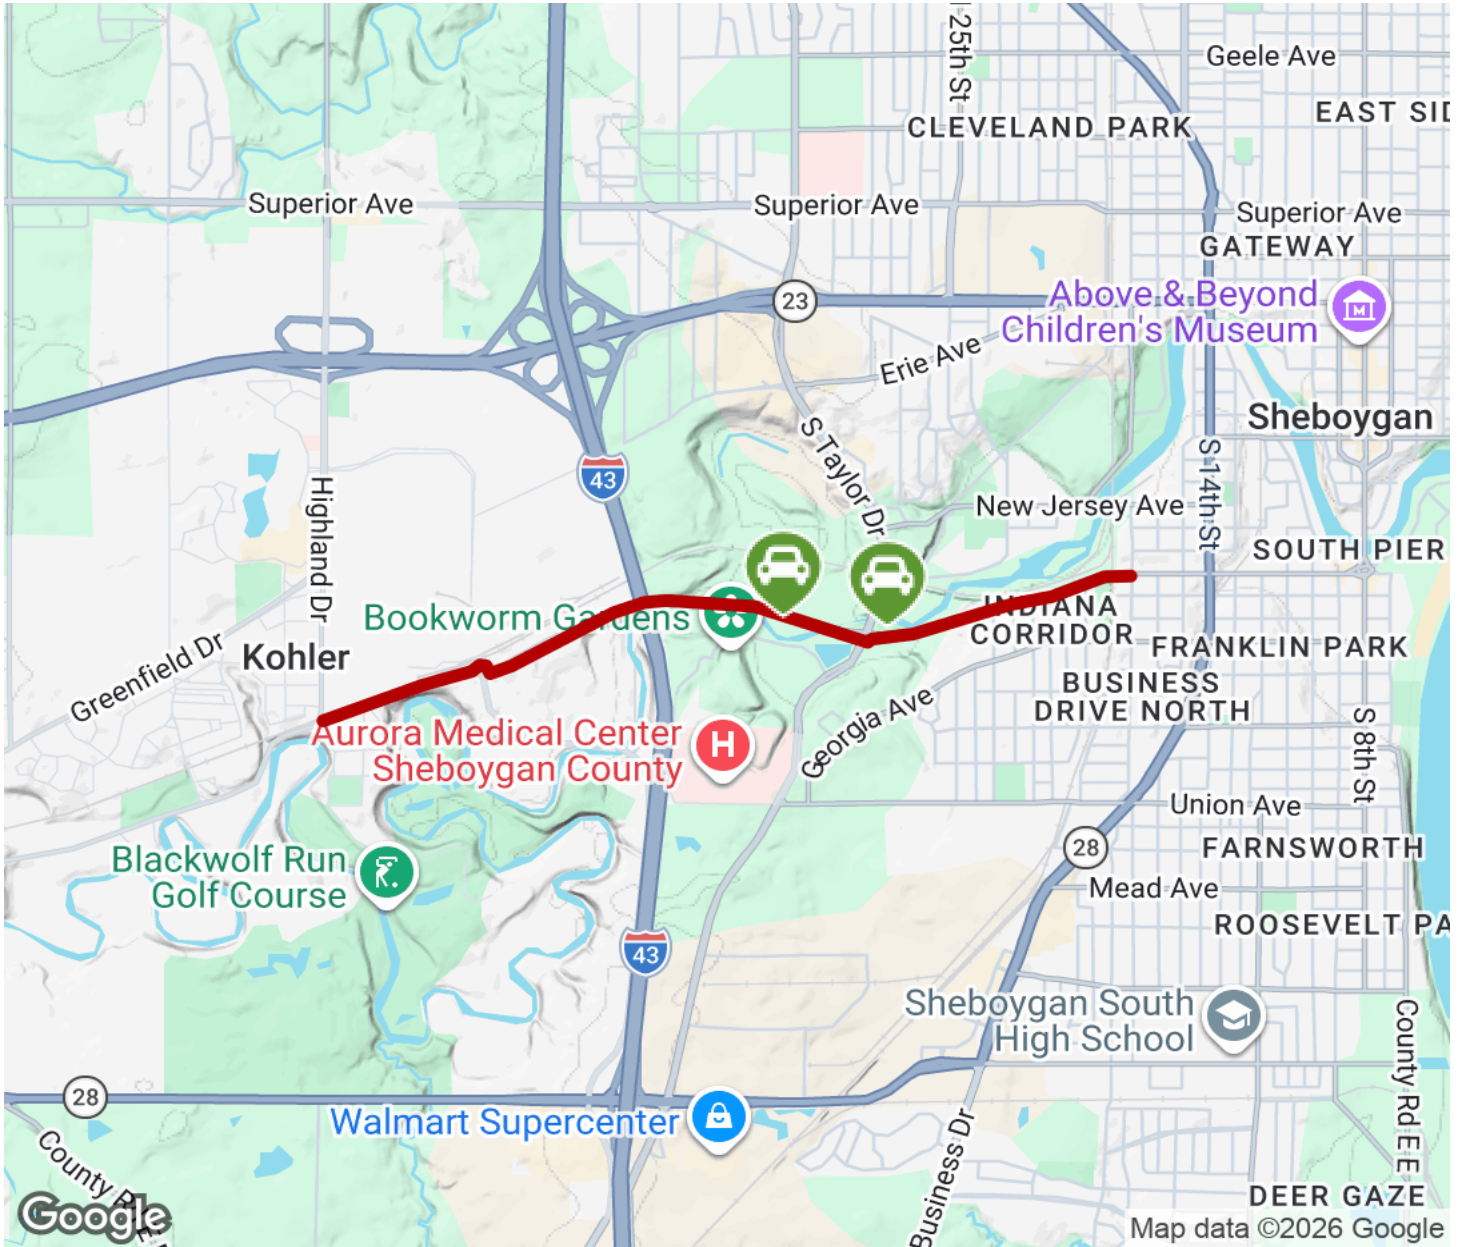 25th St
Geele Ave
CLEVELAND PARK
EAST SID
Superior Ave
Superior Ave
Superior Ave
GATEWAY
23
Above & Beyond
Children's Museum
Erie Ave
Sheboygan
S Taylor Dr
43
Highland Dr
S 14th St
New Jersey Ave
SOUTH PIER
Bookworm Gardens
INDIANA
CORRIDOR
Greenfield Dr
Kohler
FRANKLIN PARK
BUSINESS
DRIVE NORTH
Georgia Ave
Aurora Medical Center
Sheboygan County
H
S 8th St
Union Ave
28
FARNSWORTH
Blackwolf Run
Golf Course
Mead Ave
ROOSEVELT PA
43
Sheboygan South
High School
County Rd EE
28
Walmart Supercenter
Business Dr
County R
DEER GAZE
Google
Map data ©2026 Google